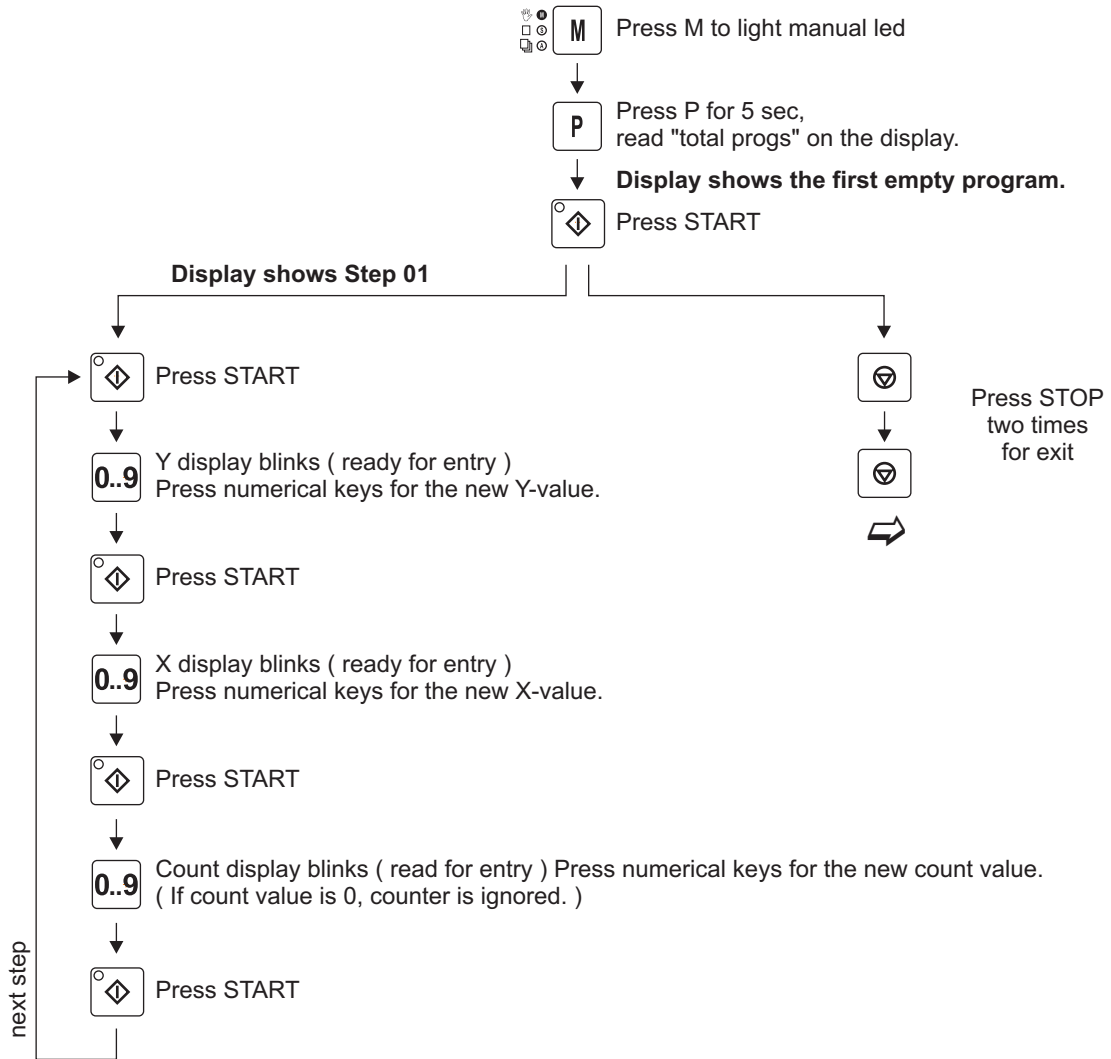 M
Press M to light manual led
M
S
A
P
Press P for 5 sec,
read "total progs" on the display.
Display shows the first empty program.
Press START
Display shows Step 01
Press START
0..9
Y display blinks ( ready for entry )
Press numerical keys for the new Y-value.
Press START
0..9
X display blinks ( ready for entry )
Press numerical keys for the new X-value.
Press START
0..9
Count display blinks ( read for entry ) Press numerical keys for the new count value.
( If count value is 0, counter is ignored. )
Press START
next step
Press STOP
two times
for exit